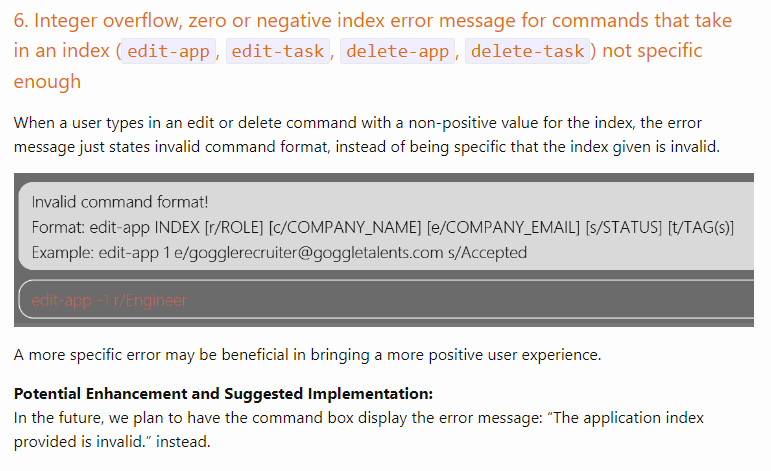 6. Integer overflow, zero or negative index error message for commands that take
in an index ( edit-app , edit-task , delete-app , delete-task ) not specific
enough
When a user types in an edit or delete command with a non-positive value for the index, the error
message just states invalid command format, instead of being specific that the index given is invalid.
Invalid command format!
Format: edit-app INDEX [r/ROLE] [c/COMPANY_NAME] [e/COMPANY_EMAIL] [s/STATUS] [t/TAG(s)]
Example: edit-app 1 e/gogglerecruiter@goggletalents.com s/Accepted
edit-app -1 r/Engineer
A more specific error may be beneficial in bringing a more positive user experience.
Potential Enhancement and Suggested Implementation:
In the future, we plan to have the command box display the error message: “The application index
provided is invalid.” instead.